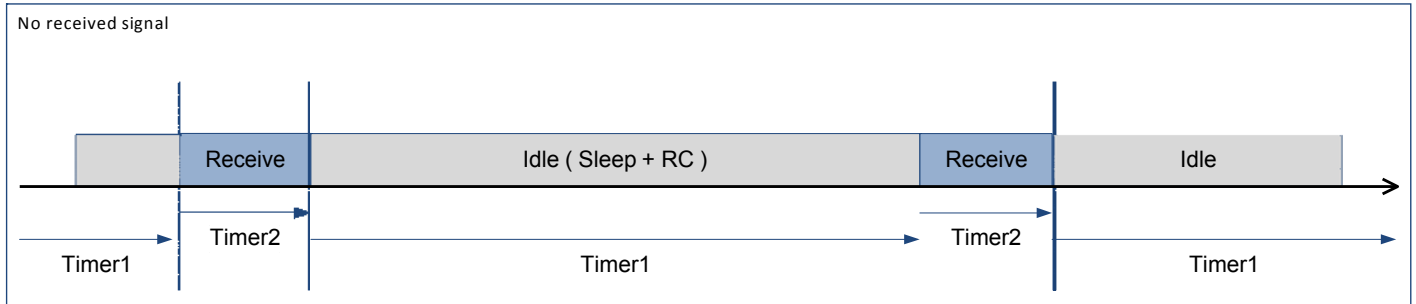 No received signal
Receive
Idle ( Sleep + RC )
Receive
Idle
Timer2
Timer2
Timer1
Timer1
Timer1